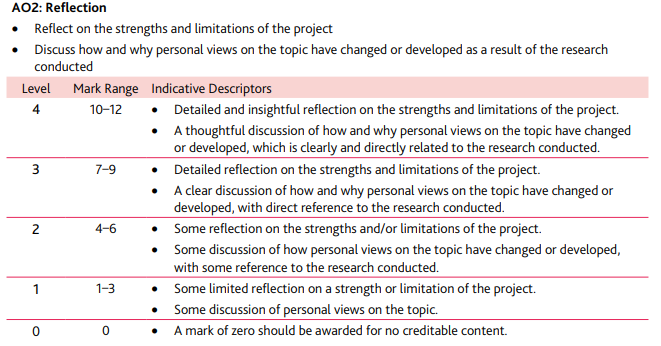 AO2: Reflection
• Reflect on the strengths and limitations of the project
• Discuss how and why personal views on the topic have changed or developed as a result of the research
conducted
Level Mark Range Indicative Descriptors
4 10–12 • Detailed and insightful reflection on the strengths and limitations of the project.
• A thoughtful discussion of how and why personal views on the topic have changed
or developed, which is clearly and directly related to the research conducted.
3 7–9 • Detailed reflection on the strengths and limitations of the project.
• A clear discussion of how and why personal views on the topic have changed or
developed, with direct reference to the research conducted.
2 4–6 • Some reflection on the strengths and/or limitations of the project.
• Some discussion of how personal views on the topic have changed or developed,
with some reference to the research conducted.
1 1–3 • Some limited reflection on a strength or limitation of the project.
• Some discussion of personal views on the topic.
0 0 • A mark of zero should be awarded for no creditable content.